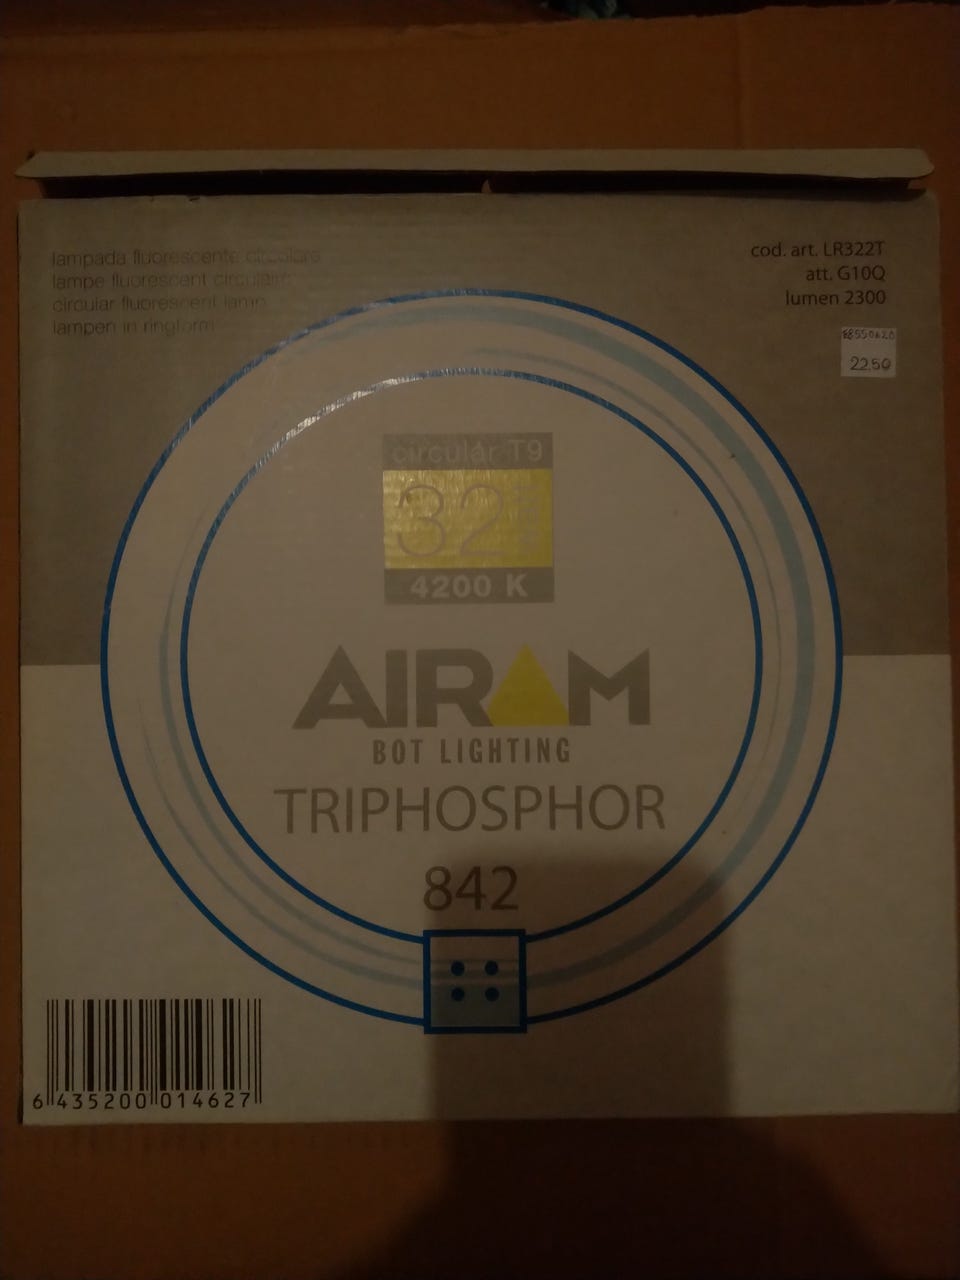 lampada fluorescente circolare
lampe fluorescent circulaire
circular fluorescent lamp
lampen in ringform
cod. art. LR322T
att. G10Q
lumen 2300
22.50
circular T9
32
4200 K
AIRAM
BOT LIGHTING
TRIPHOSPHOR
842
6 435200 014627